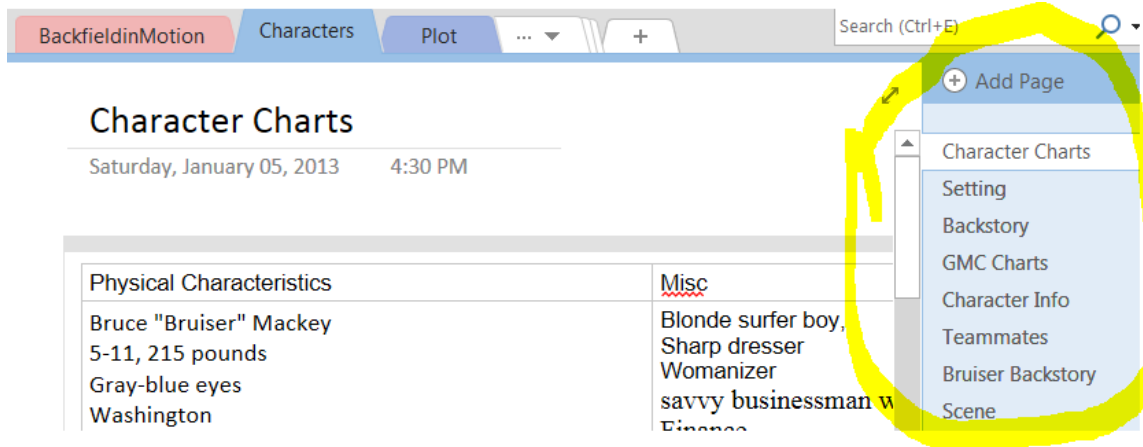 BackfieldinMotion Characters Plot ... +
Search (Ctrl+E)
Add Page
Character Charts
Saturday, January 05, 2013 4:30 PM
Physical Characteristics
Bruce "Bruiser" Mackey
5-11, 215 pounds
Gray-blue eyes
Washington
Misc
Blonde surfer boy,
Sharp dresser
Womanizer
savvy businessman w
Finance
Character Charts
Setting
Backstory
GMC Charts
Character Info
Teammates
Bruiser Backstory
Scene